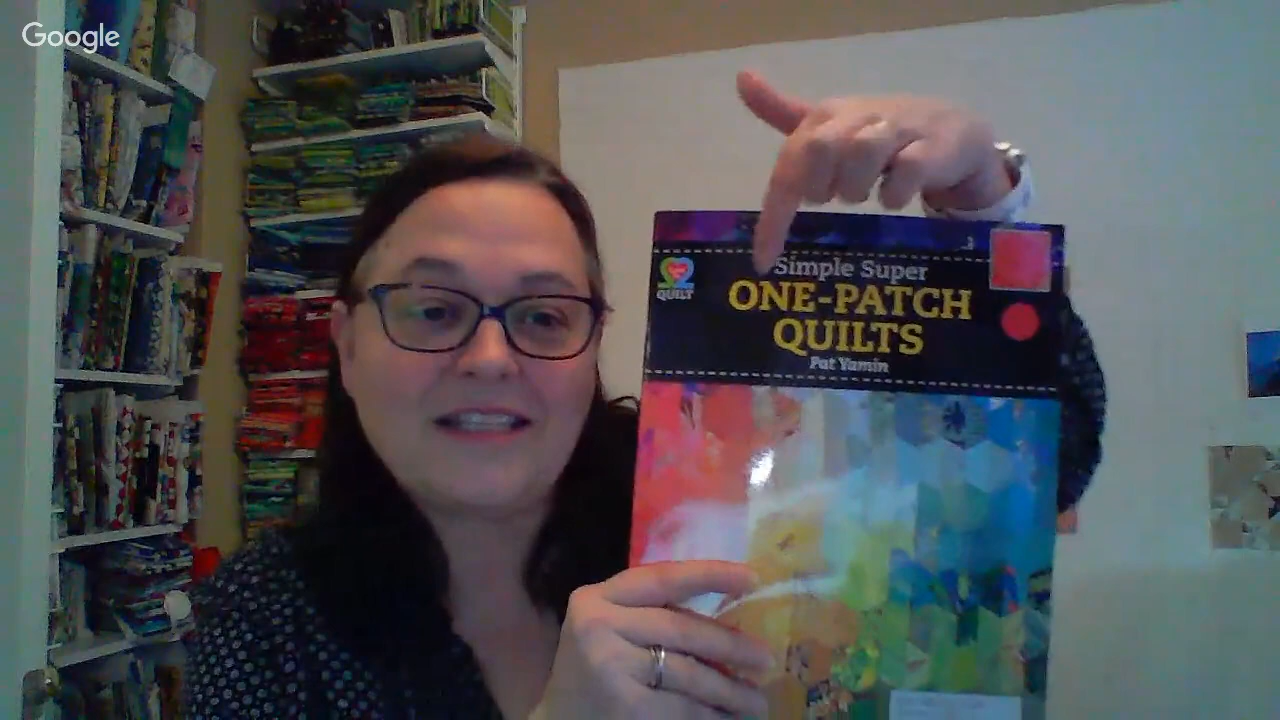 Google
Simple Super
ONE-PATCH
QUILTS
Pat Yamin
QUILT